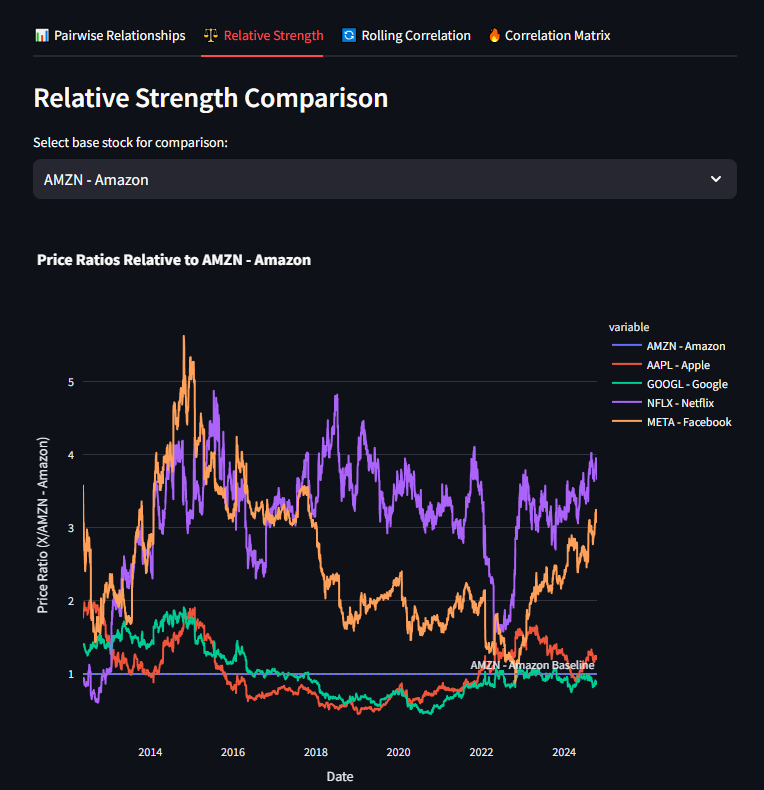 📊 Pairwise Relationships ⚖️ Relative Strength 🔄 Rolling Correlation 🔥 Correlation Matrix
Relative Strength Comparison
Select base stock for comparison:
AMZN - Amazon
Price Ratios Relative to AMZN - Amazon
variable
AMZN - Amazon
AAPL - Apple
GOOGL - Google
NFLX - Netflix
META - Facebook
Price Ratio (X/AMZN - Amazon)
5
4
3
2
1
AMZN - Amazon Baseline
2014 2016 2018 2020 2022 2024
Date